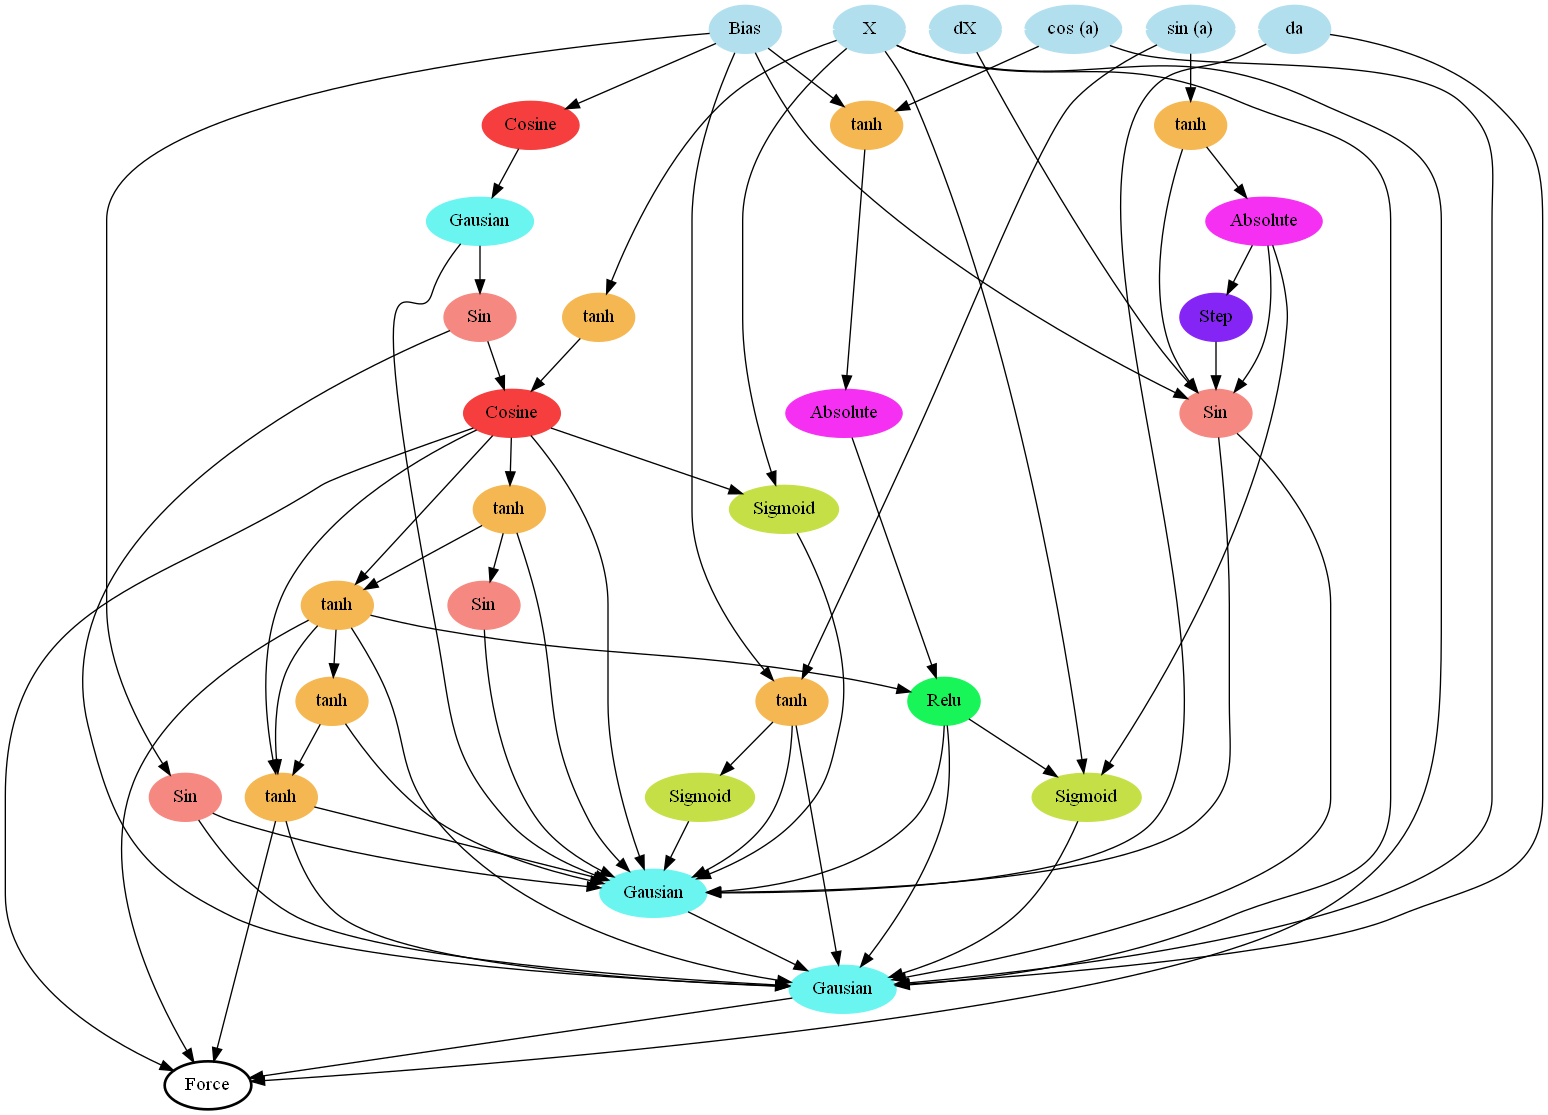 Bias
X
dX
cos (a)
sin (a)
da
Cosine
tanh
tanh
Gausian
Absolute
Sin
tanh
Step
Cosine
Absolute
Sin
tanh
Sigmoid
tanh
Sin
tanh
tanh
Relu
Sin
tanh
Sigmoid
Sigmoid
Gausian
Gausian
Force